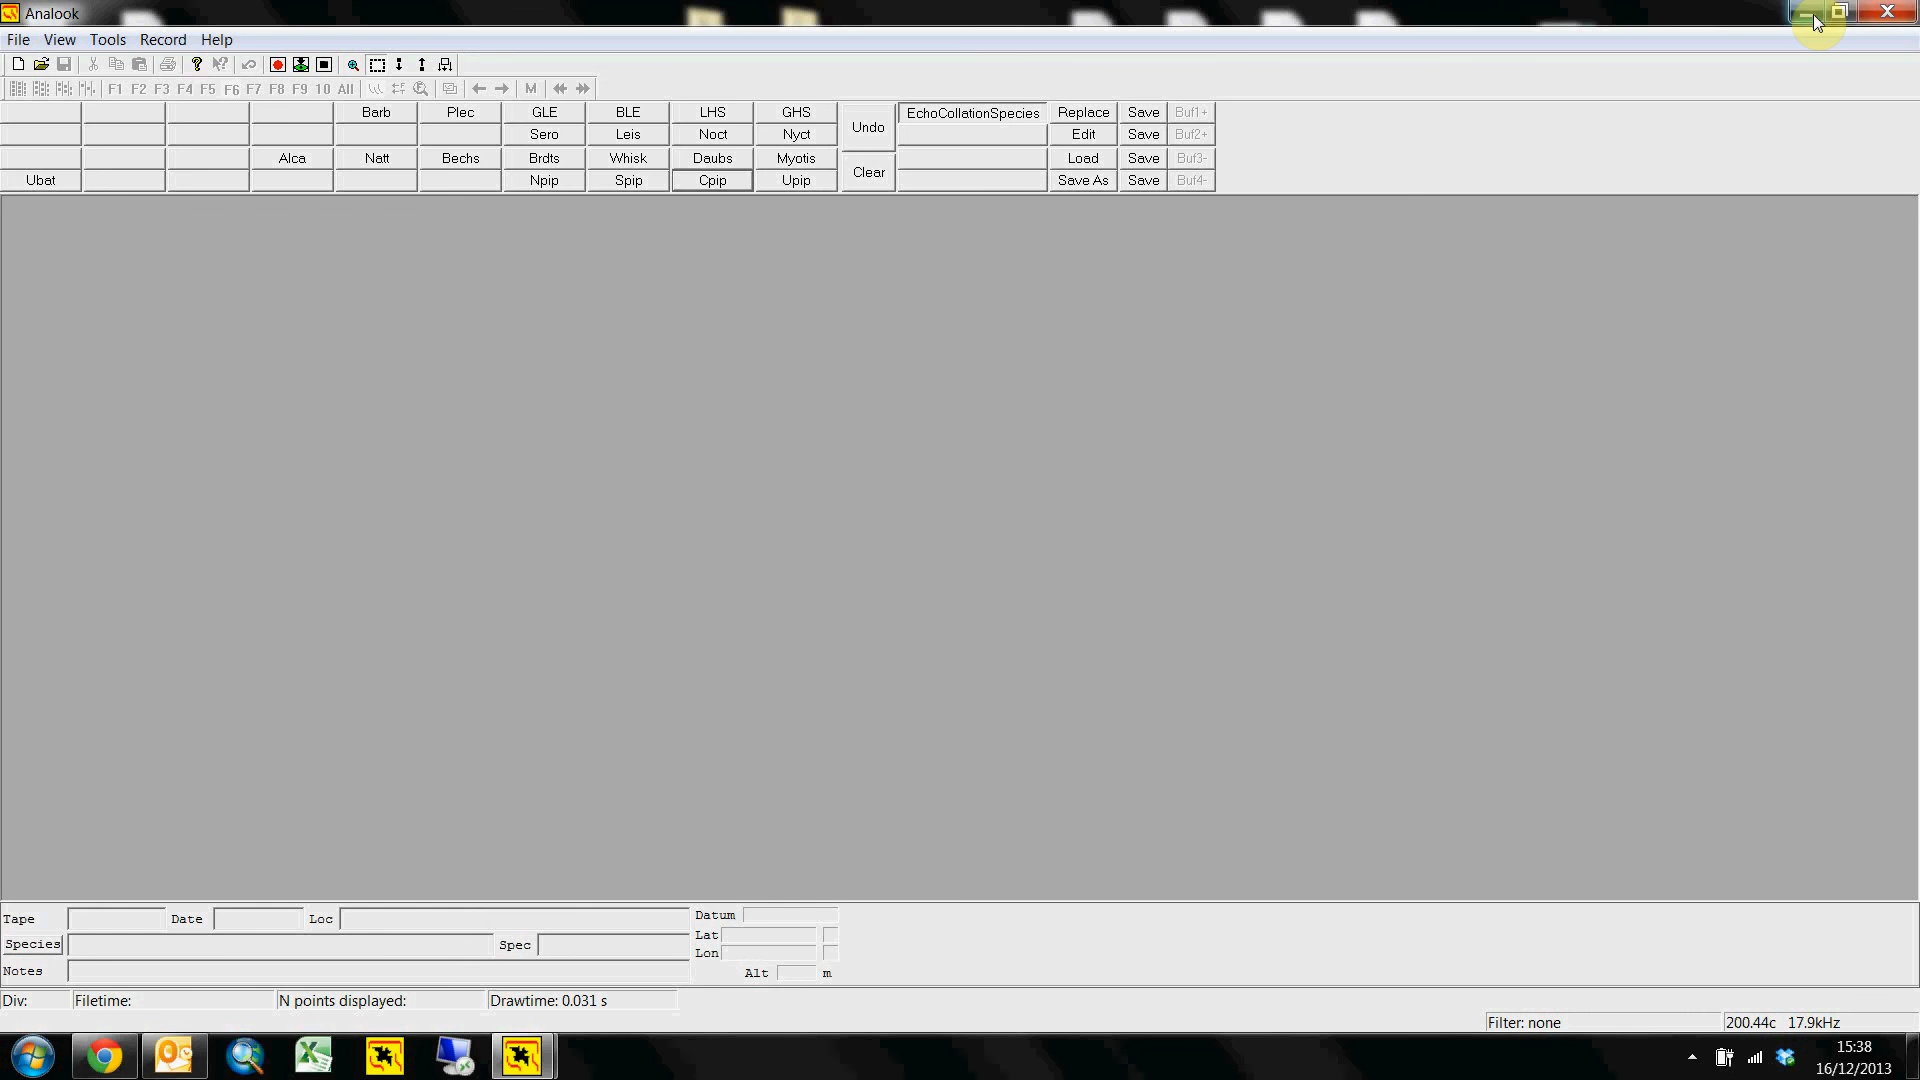 Analook
File View Tools Record Help
F1 F2 F3 F4 F5 F6 F7 F8 F9 10 All M
Barb Plec GLE BLE LHS GHS Undo EchoCollationSpecies Replace Save Buf1+
Sero Leis Noct Nyct Edit Save Buf2+
Alca Natt Bechs Brdts Whisk Daubs Myotis Clear Load Save Buf3-
Ubat Npip Spip Cpip Upip Save As Save Buf4-
Tape Date Loc Datum
Species Spec Lat
Lon
Notes Alt m
Div: Filetime: N points displayed: Drawtime: 0.031 s
Filter: none 200.44c 17.9kHz
15:38
16/12/2013